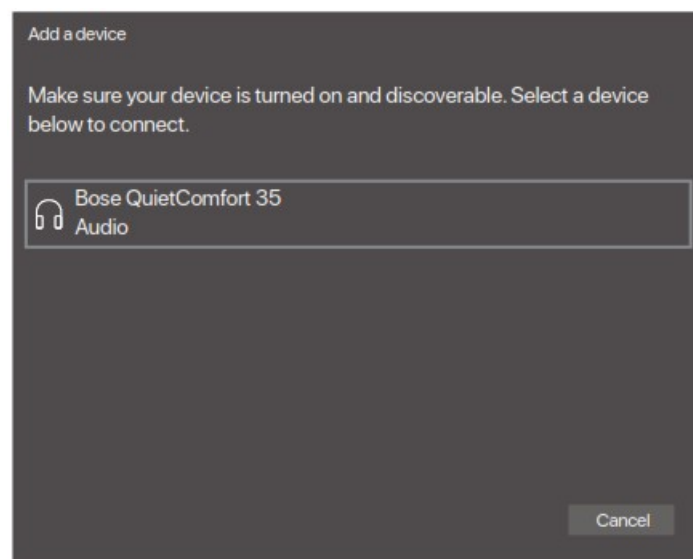 Add a device
Make sure your device is turned on and discoverable. Select a device
below to connect.
Bose QuietComfort 35
Audio
Cancel